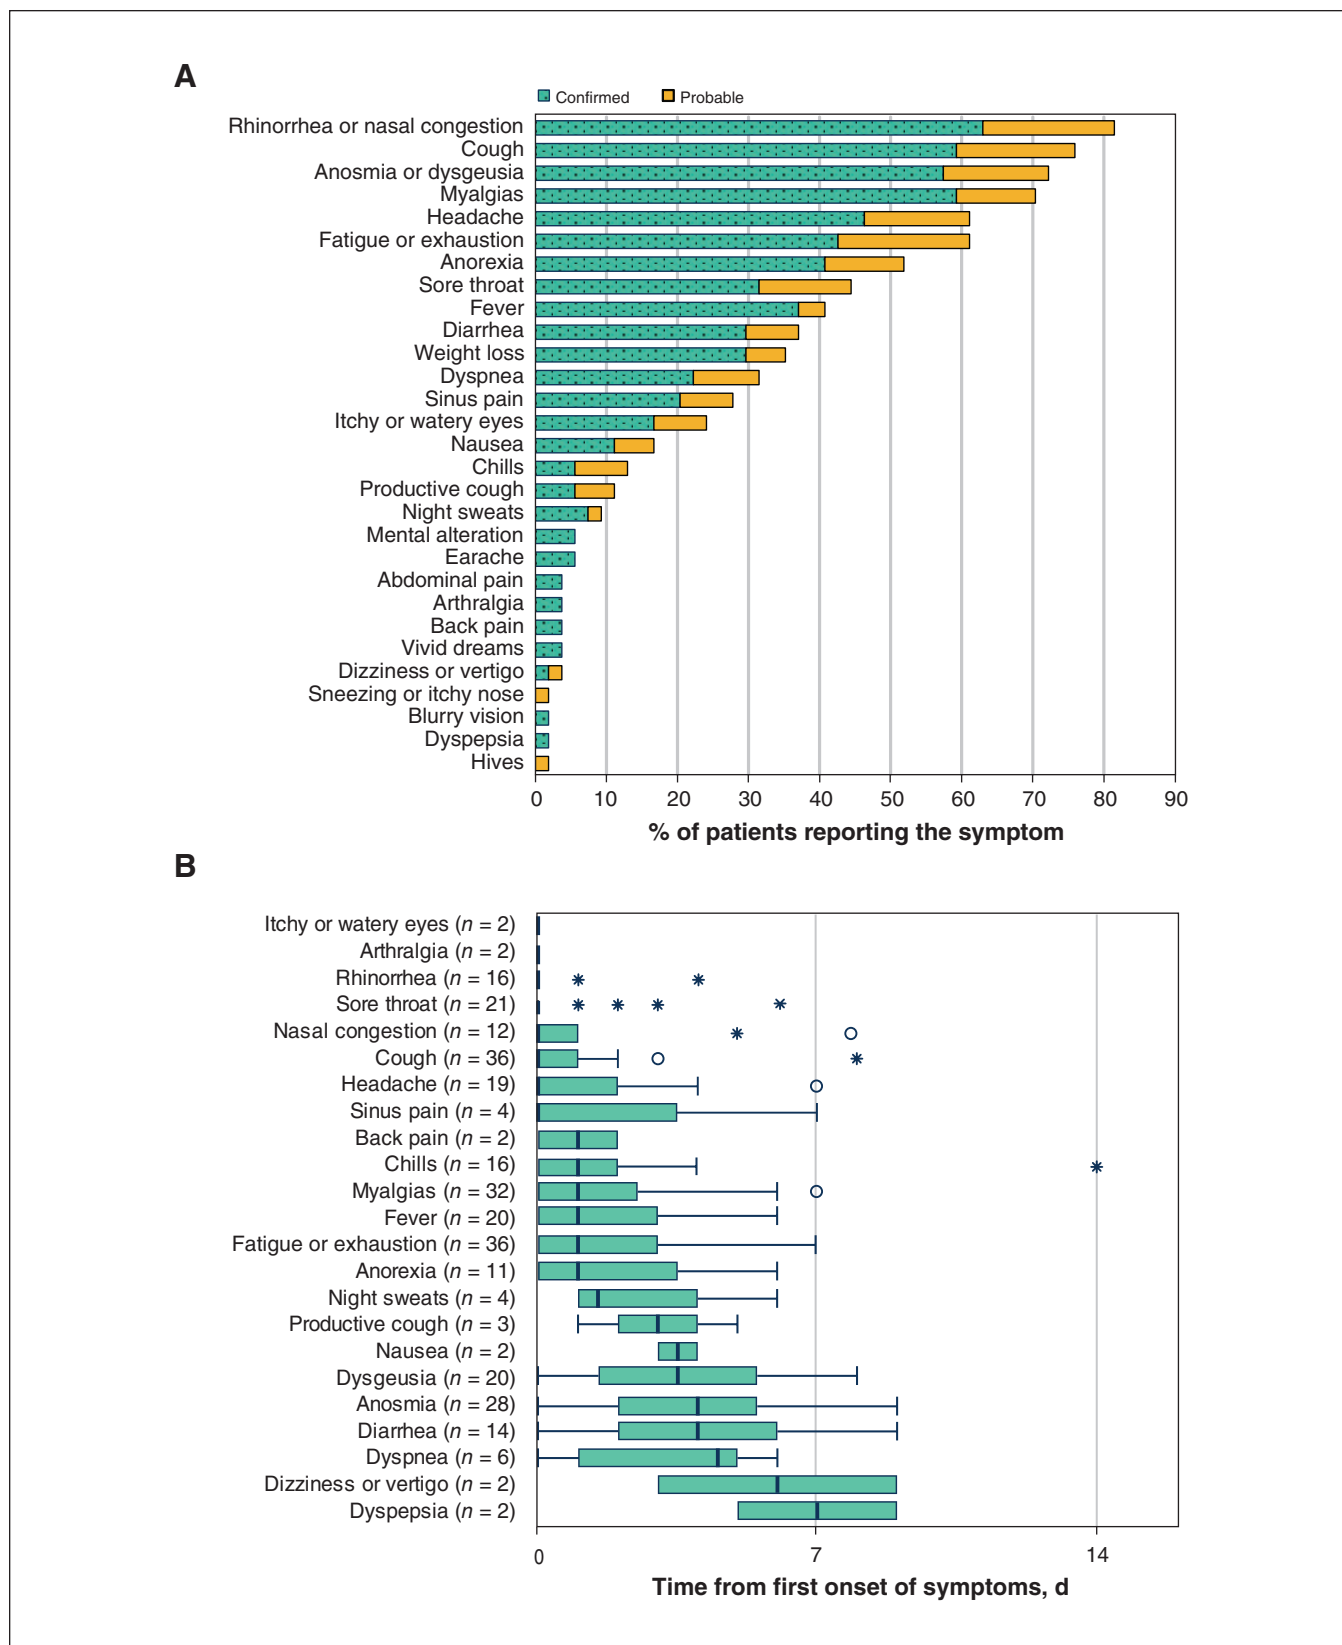 A
Confirmed Probable
Rhinorrhea or nasal congestion
Cough
Anosmia or dysgeusia
Myalgias
Headache
Fatigue or exhaustion
Anorexia
Sore throat
Fever
Diarrhea
Weight loss
Dyspnea
Sinus pain
Itchy or watery eyes
Nausea
Chills
Productive cough
Night sweats
Mental alteration
Earache
Abdominal pain
Arthralgia
Back pain
Vivid dreams
Dizziness or vertigo
Sneezing or itchy nose
Blurry vision
Dyspepsia
Hives
0 10 20 30 40 50 60 70 80 90
% of patients reporting the symptom
B
Itchy or watery eyes (n = 2)
Arthralgia (n = 2)
Rhinorrhea (n = 16)
Sore throat (n = 21)
Nasal congestion (n = 12)
Cough (n = 36)
Headache (n = 19)
Sinus pain (n = 4)
Back pain (n = 2)
Chills (n = 16)
Myalgias (n = 32)
Fever (n = 20)
Fatigue or exhaustion (n = 36)
Anorexia (n = 11)
Night sweats (n = 4)
Productive cough (n = 3)
Nausea (n = 2)
Dysgeusia (n = 20)
Anosmia (n = 28)
Diarrhea (n = 14)
Dyspnea (n = 6)
Dizziness or vertigo (n = 2)
Dyspepsia (n = 2)
0 7 14
Time from first onset of symptoms, d